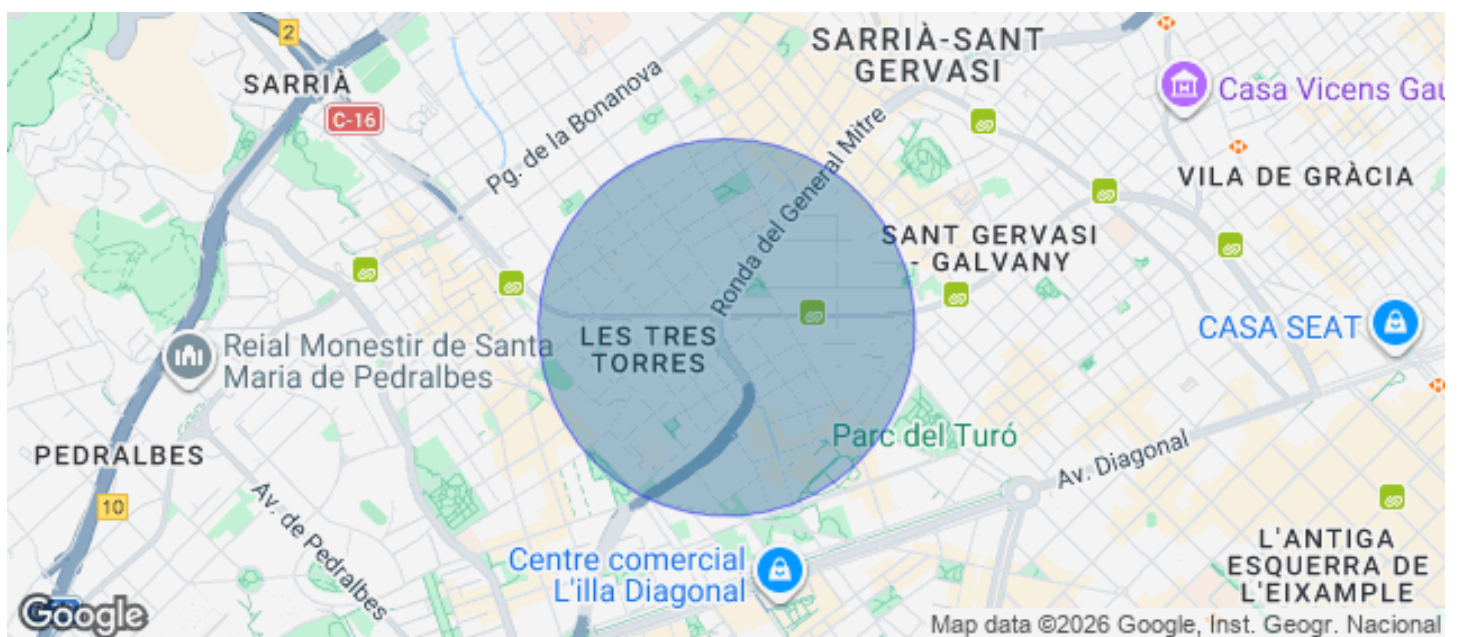 2
SARRIÀ
C-16
Pg. de la Bonanova
SARRIÀ-SANT
GERVASI
Casa Vicens Gau
Ronda del General Mitre
VILA DE GRÀCIA
SANT GERVASI
- GALVANY
LES TRES
TORRES
CASA SEAT
Reial Monestir de Santa
Maria de Pedralbes
Parc del Turó
PEDRALBES
Av. Diagonal
10
Av. de Pedralbes
Centre comercial
L'illa Diagonal
L'ANTIGA
ESQUERRA DE
L'EIXAMPLE
Google
Map data ©2026 Google, Inst. Geogr. Nacional